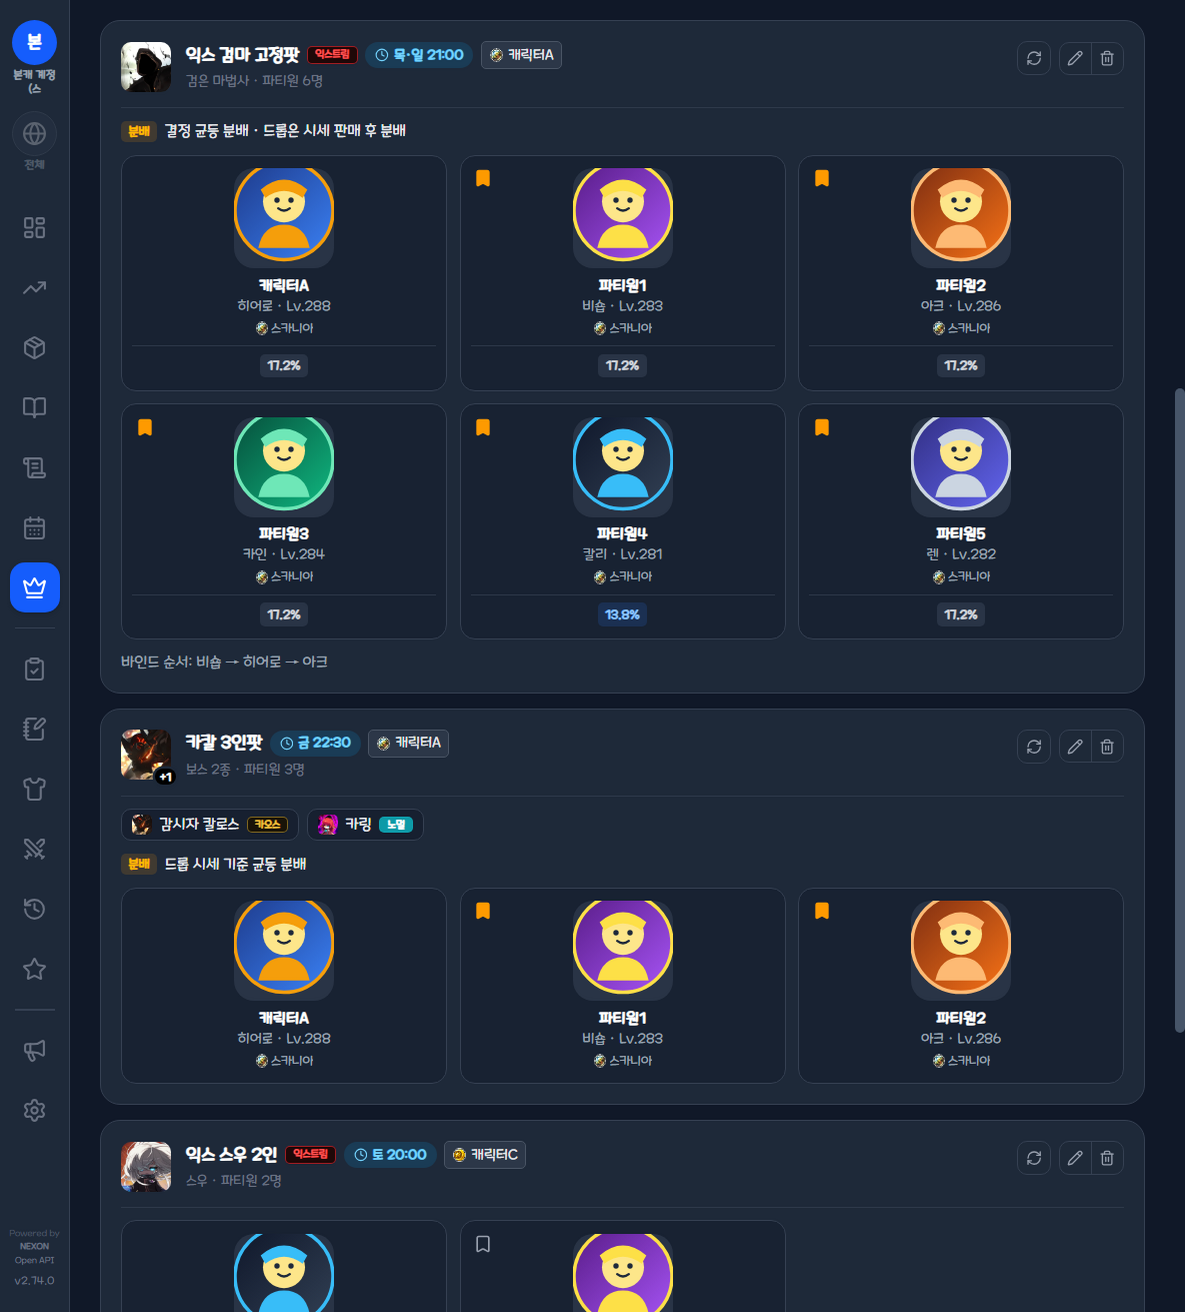 본
본캐 계정
(스
전체
Powered by
NEXON
Open API
v2.74.0
익스 검마 고정팟 익스트림 목·일 21:00 캐릭터A
검은 마법사 · 파티원 6명
분배 결정 균등 분배 · 드롭은 시세 판매 후 분배
캐릭터A
히어로 · Lv.288
스카니아
17.2%
파티원1
비숍 · Lv.283
스카니아
17.2%
파티원2
아크 · Lv.286
스카니아
17.2%
파티원3
카인 · Lv.284
스카니아
17.2%
파티원4
칼리 · Lv.281
스카니아
13.8%
파티원5
렌 · Lv.282
스카니아
17.2%
바인드 순서: 비숍 → 히어로 → 아크
카칼 3인팟 금 22:30 캐릭터A
+1
보스 2종 · 파티원 3명
감시자 칼로스 카오스 카링 노멀
분배 드롭 시세 기준 균등 분배
캐릭터A
히어로 · Lv.288
스카니아
파티원1
비숍 · Lv.283
스카니아
파티원2
아크 · Lv.286
스카니아
익스 스우 2인 익스트림 토 20:00 캐릭터C
스우 · 파티원 2명